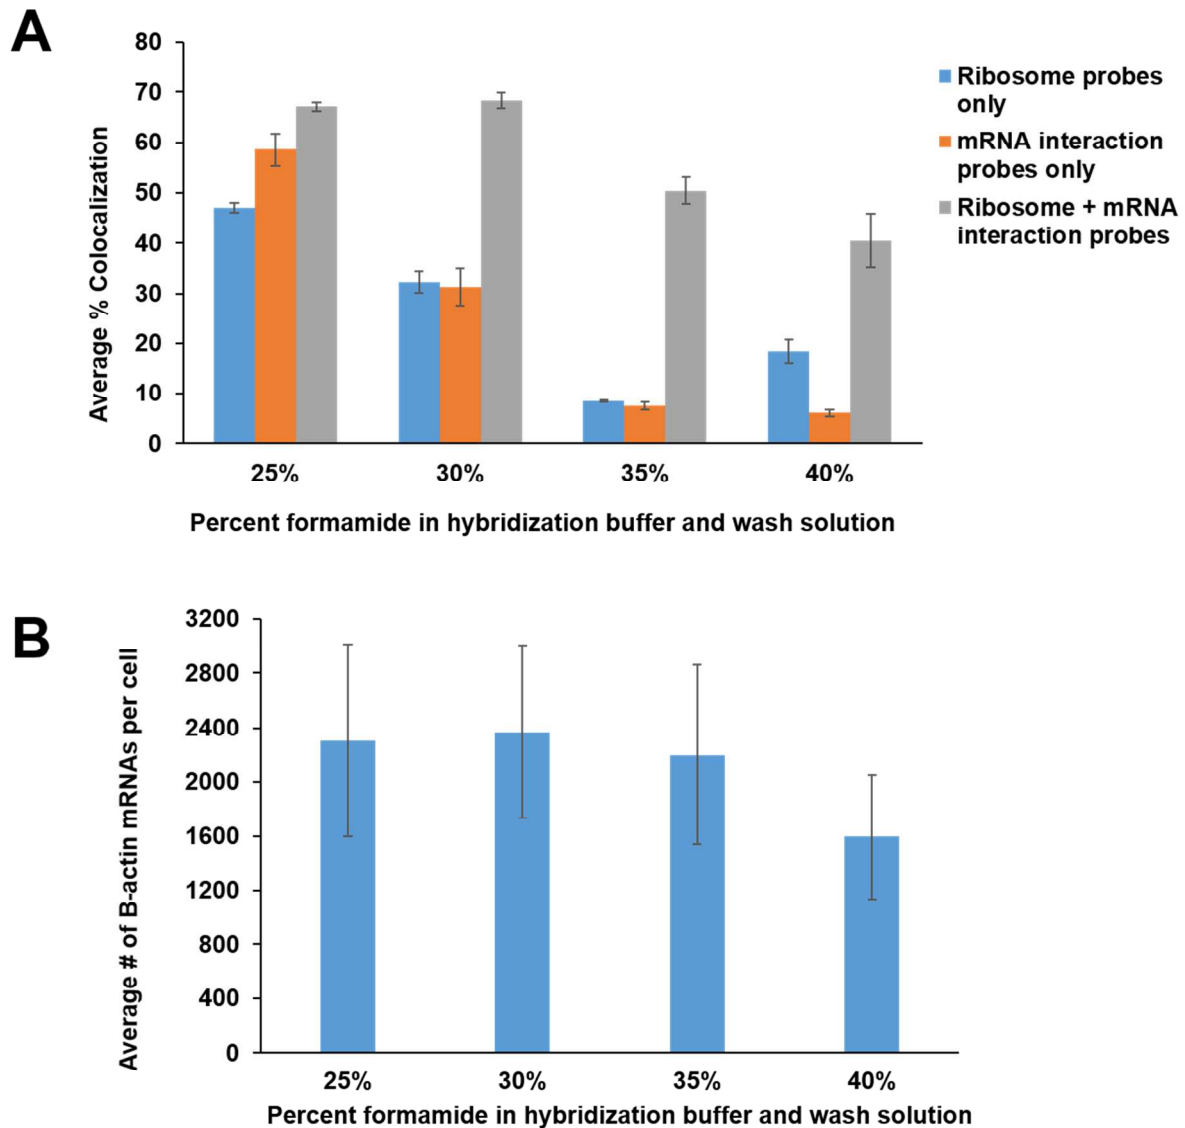 A
80
70
60
50
40
30
20
10
0
Average % Colocalization
25%
30%
35%
40%
Percent formamide in hybridization buffer and wash solution
Ribosome probes
only
mRNA interaction
probes only
Ribosome + mRNA
interaction probes
B
3200
2800
2400
2000
1600
1200
800
400
0
Average # of B-actin mRNAs per cell
25%
30%
35%
40%
Percent formamide in hybridization buffer and wash solution